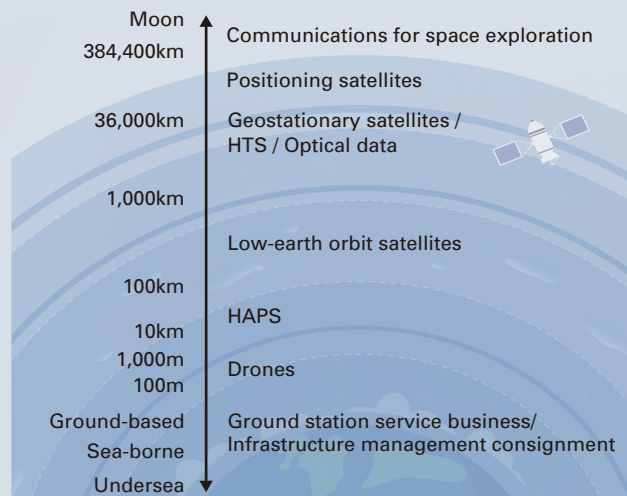 Moon
384,400km
Communications for space exploration
Positioning satellites
36,000km
Geostationary satellites /
HTS / Optical data
1,000km
Low-earth orbit satellites
100km
HAPS
10km
1,000m
Drones
100m
Ground-based
Ground station service business/
Infrastructure management consignment
Sea-borne
Undersea